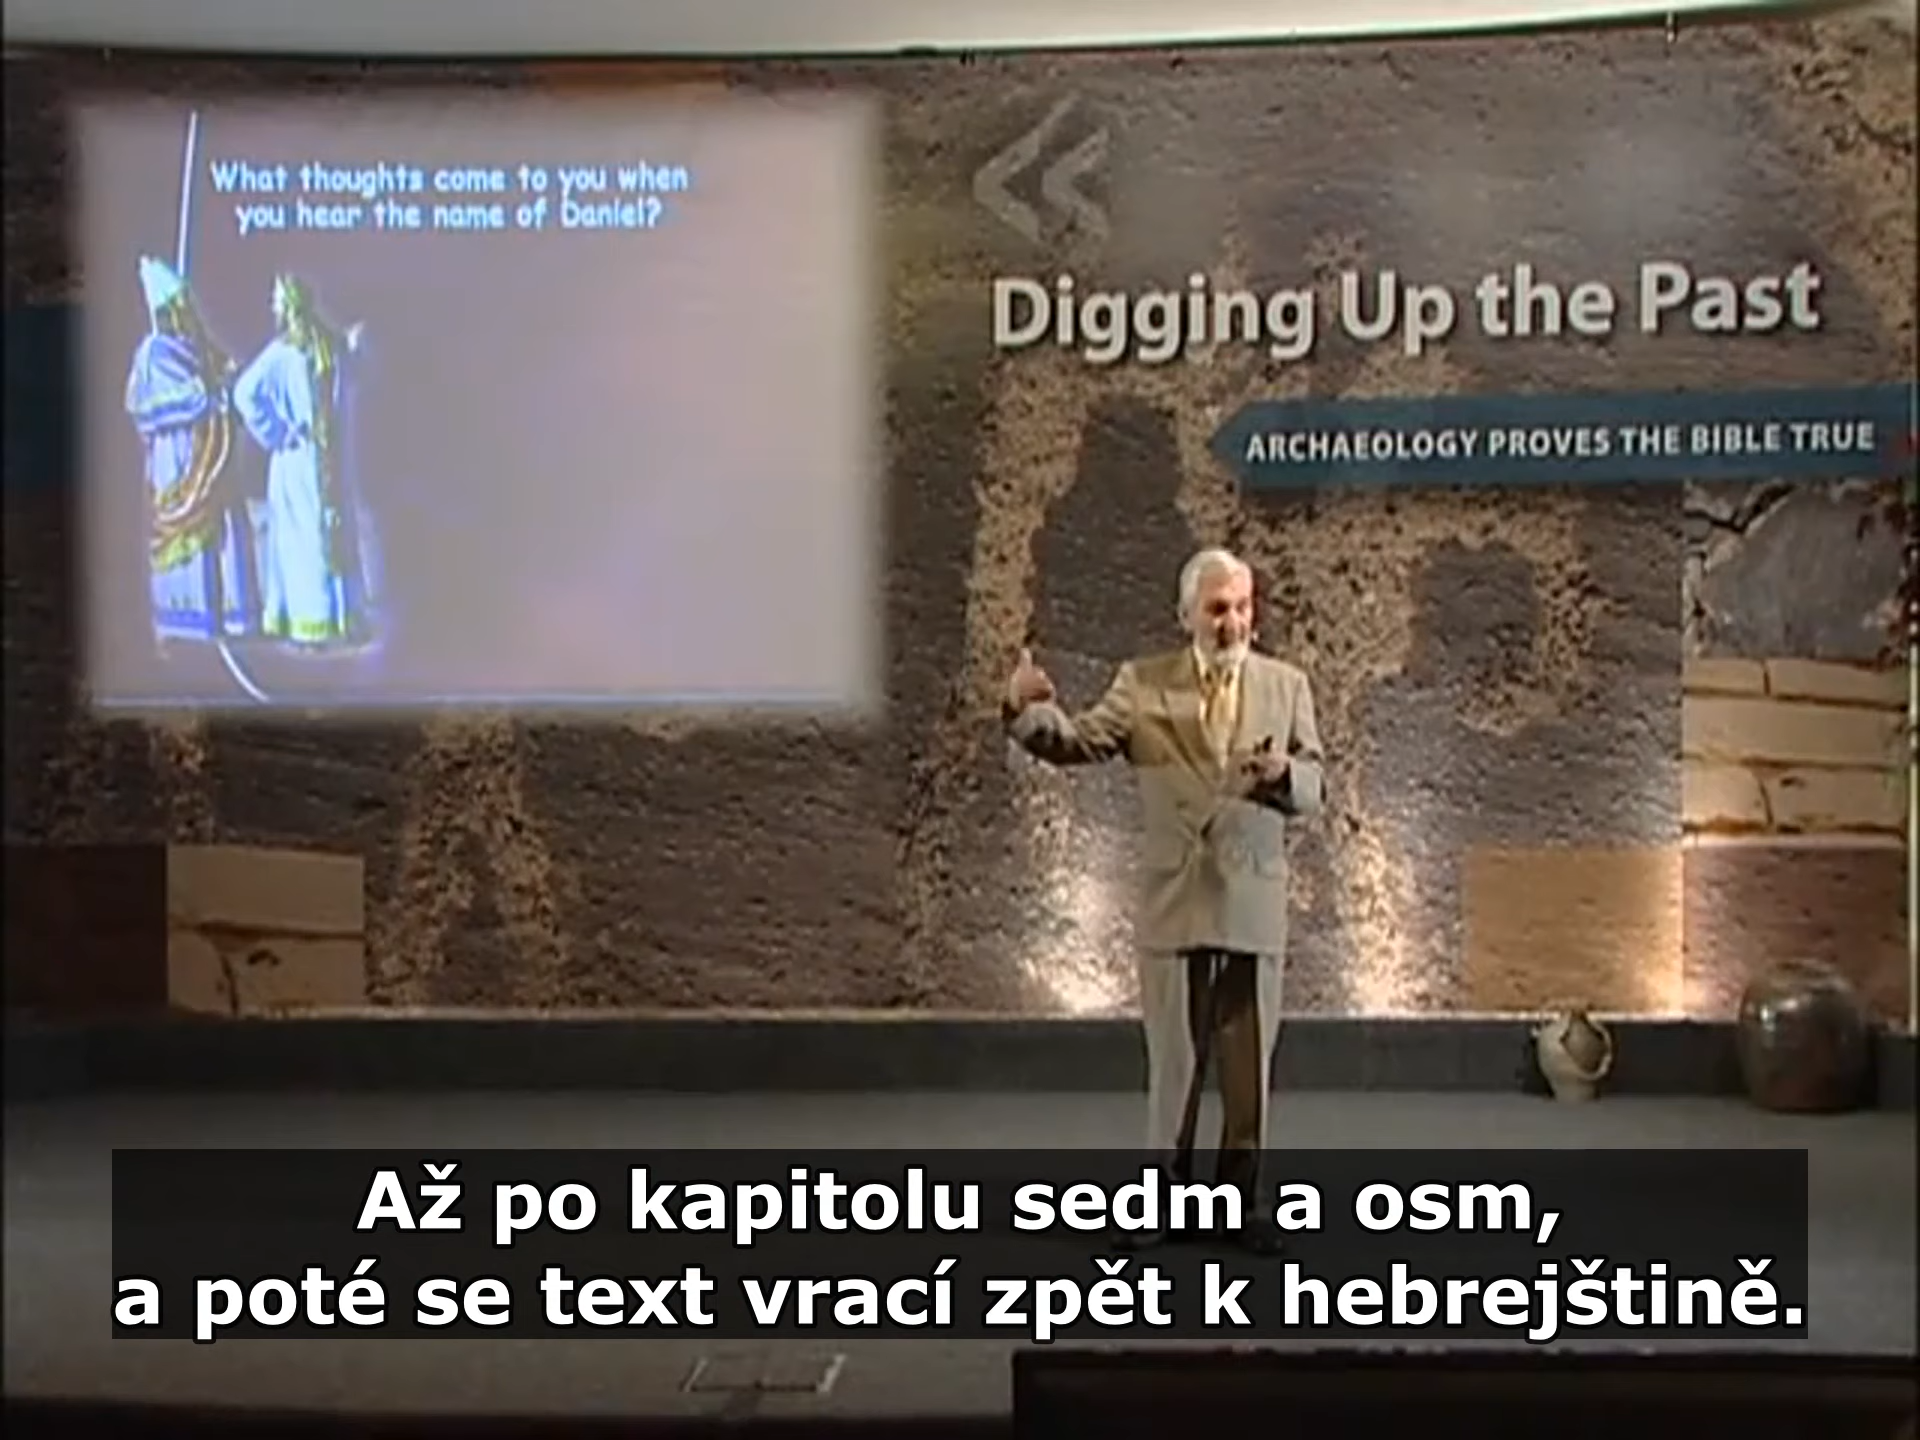 What thoughts come to you when
you hear the name of Daniel?
Digging Up the Past
ARCHAEOLOGY PROVES THE BIBLE TRUE
Až po kapitolu sedm a osm,
a poté se text vrací zpět k hebrejštině.